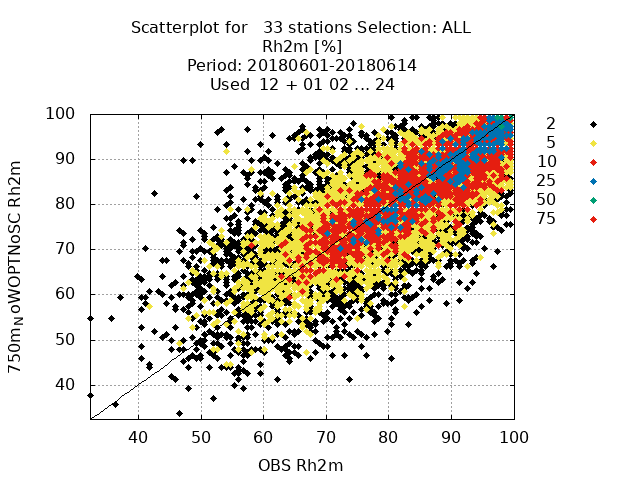 Scatterplot for 33 stations Selection: ALL
Rh2m [%]
Period: 20180601-20180614
Used 12 + 01 02 ... 24
750m_NoWOPTNoSC Rh2m
100
90
80
70
60
50
40
40 50 60 70 80 90 100
OBS Rh2m
2
5
10
25
50
75